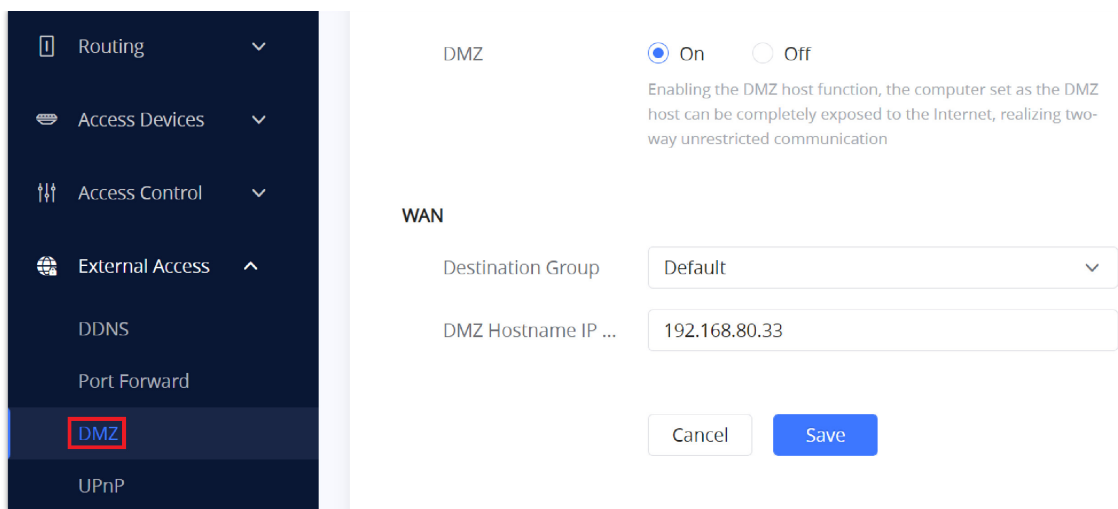 Routing
Access Devices
Access Control
External Access
DDNS
Port Forward
DMZ
UPnP
DMZ On Off
Enabling the DMZ host function, the computer set as the DMZ
host can be completely exposed to the Internet, realizing two-
way unrestricted communication
WAN
Destination Group Default
DMZ Hostname IP ... 192.168.80.33
Cancel Save